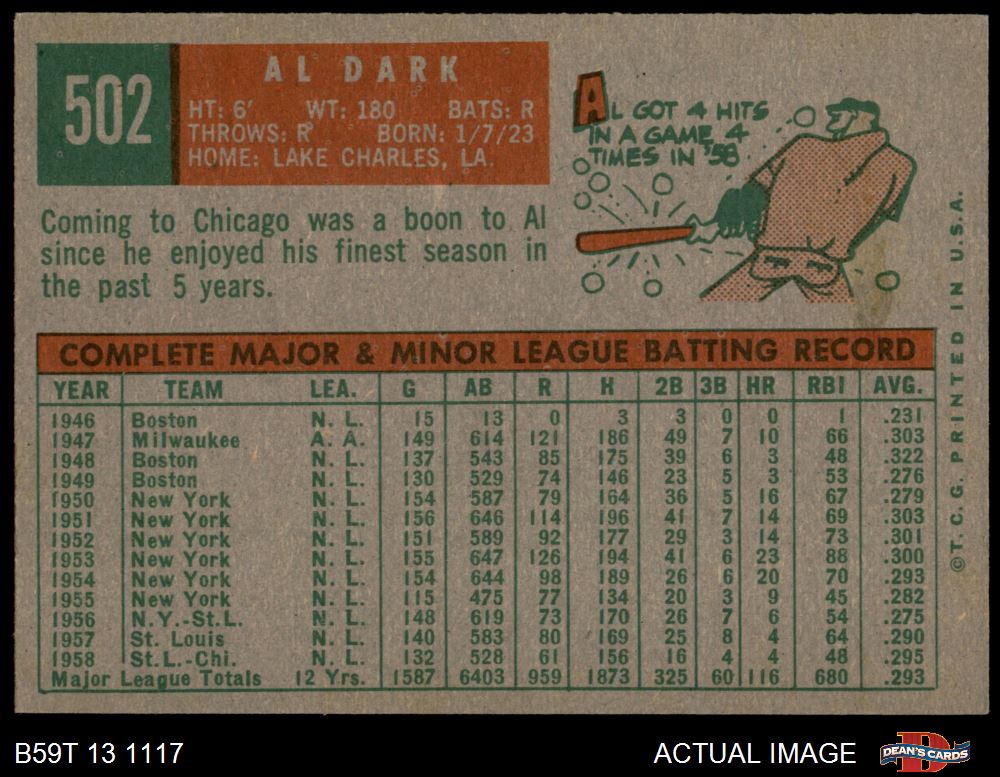 502
AL DARK
HT: 6' WT: 180 BATS: R
THROWS: R BORN: 1/7/23
HOME: LAKE CHARLES, LA.
AL GOT 4 HITS
IN A GAME 4
TIMES IN '58
Coming to Chicago was a boon to Al
since he enjoyed his finest season in
the past 5 years.
COMPLETE MAJOR & MINOR LEAGUE BATTING RECORD
YEAR TEAM LEA. G AB R H 2B 3B HR RBI AVG.
1946 Boston N. L. 15 13 0 3 3 0 0 1 .231
1947 Milwaukee A. A. 149 614 121 186 49 7 10 66 .303
1948 Boston N. L. 137 543 85 175 39 6 3 48 .322
1949 Boston N. L. 130 529 74 146 23 5 3 53 .276
1950 New York N. L. 154 587 79 164 36 5 16 67 .279
1951 New York N. L. 156 646 114 196 41 7 14 69 .303
1952 New York N. L. 151 589 92 177 29 3 14 73 .301
1953 New York N. L. 155 647 126 194 41 6 23 88 .300
1954 New York N. L. 154 644 98 189 26 6 20 70 .293
1955 New York N. L. 115 475 77 134 20 3 9 45 .282
1956 N.Y.-St.L. N. L. 148 619 73 170 26 7 6 54 .275
1957 St. Louis N. L. 140 583 80 169 25 8 4 64 .290
1958 St.L.-Chi. N. L. 132 528 61 156 16 4 4 48 .295
Major League Totals 12 Yrs. 1587 6403 959 1873 325 60 116 680 .293
©T. C. G. PRINTED IN U.S.A.
B59T 13 1117
ACTUAL IMAGE
DEAN'S CARDS